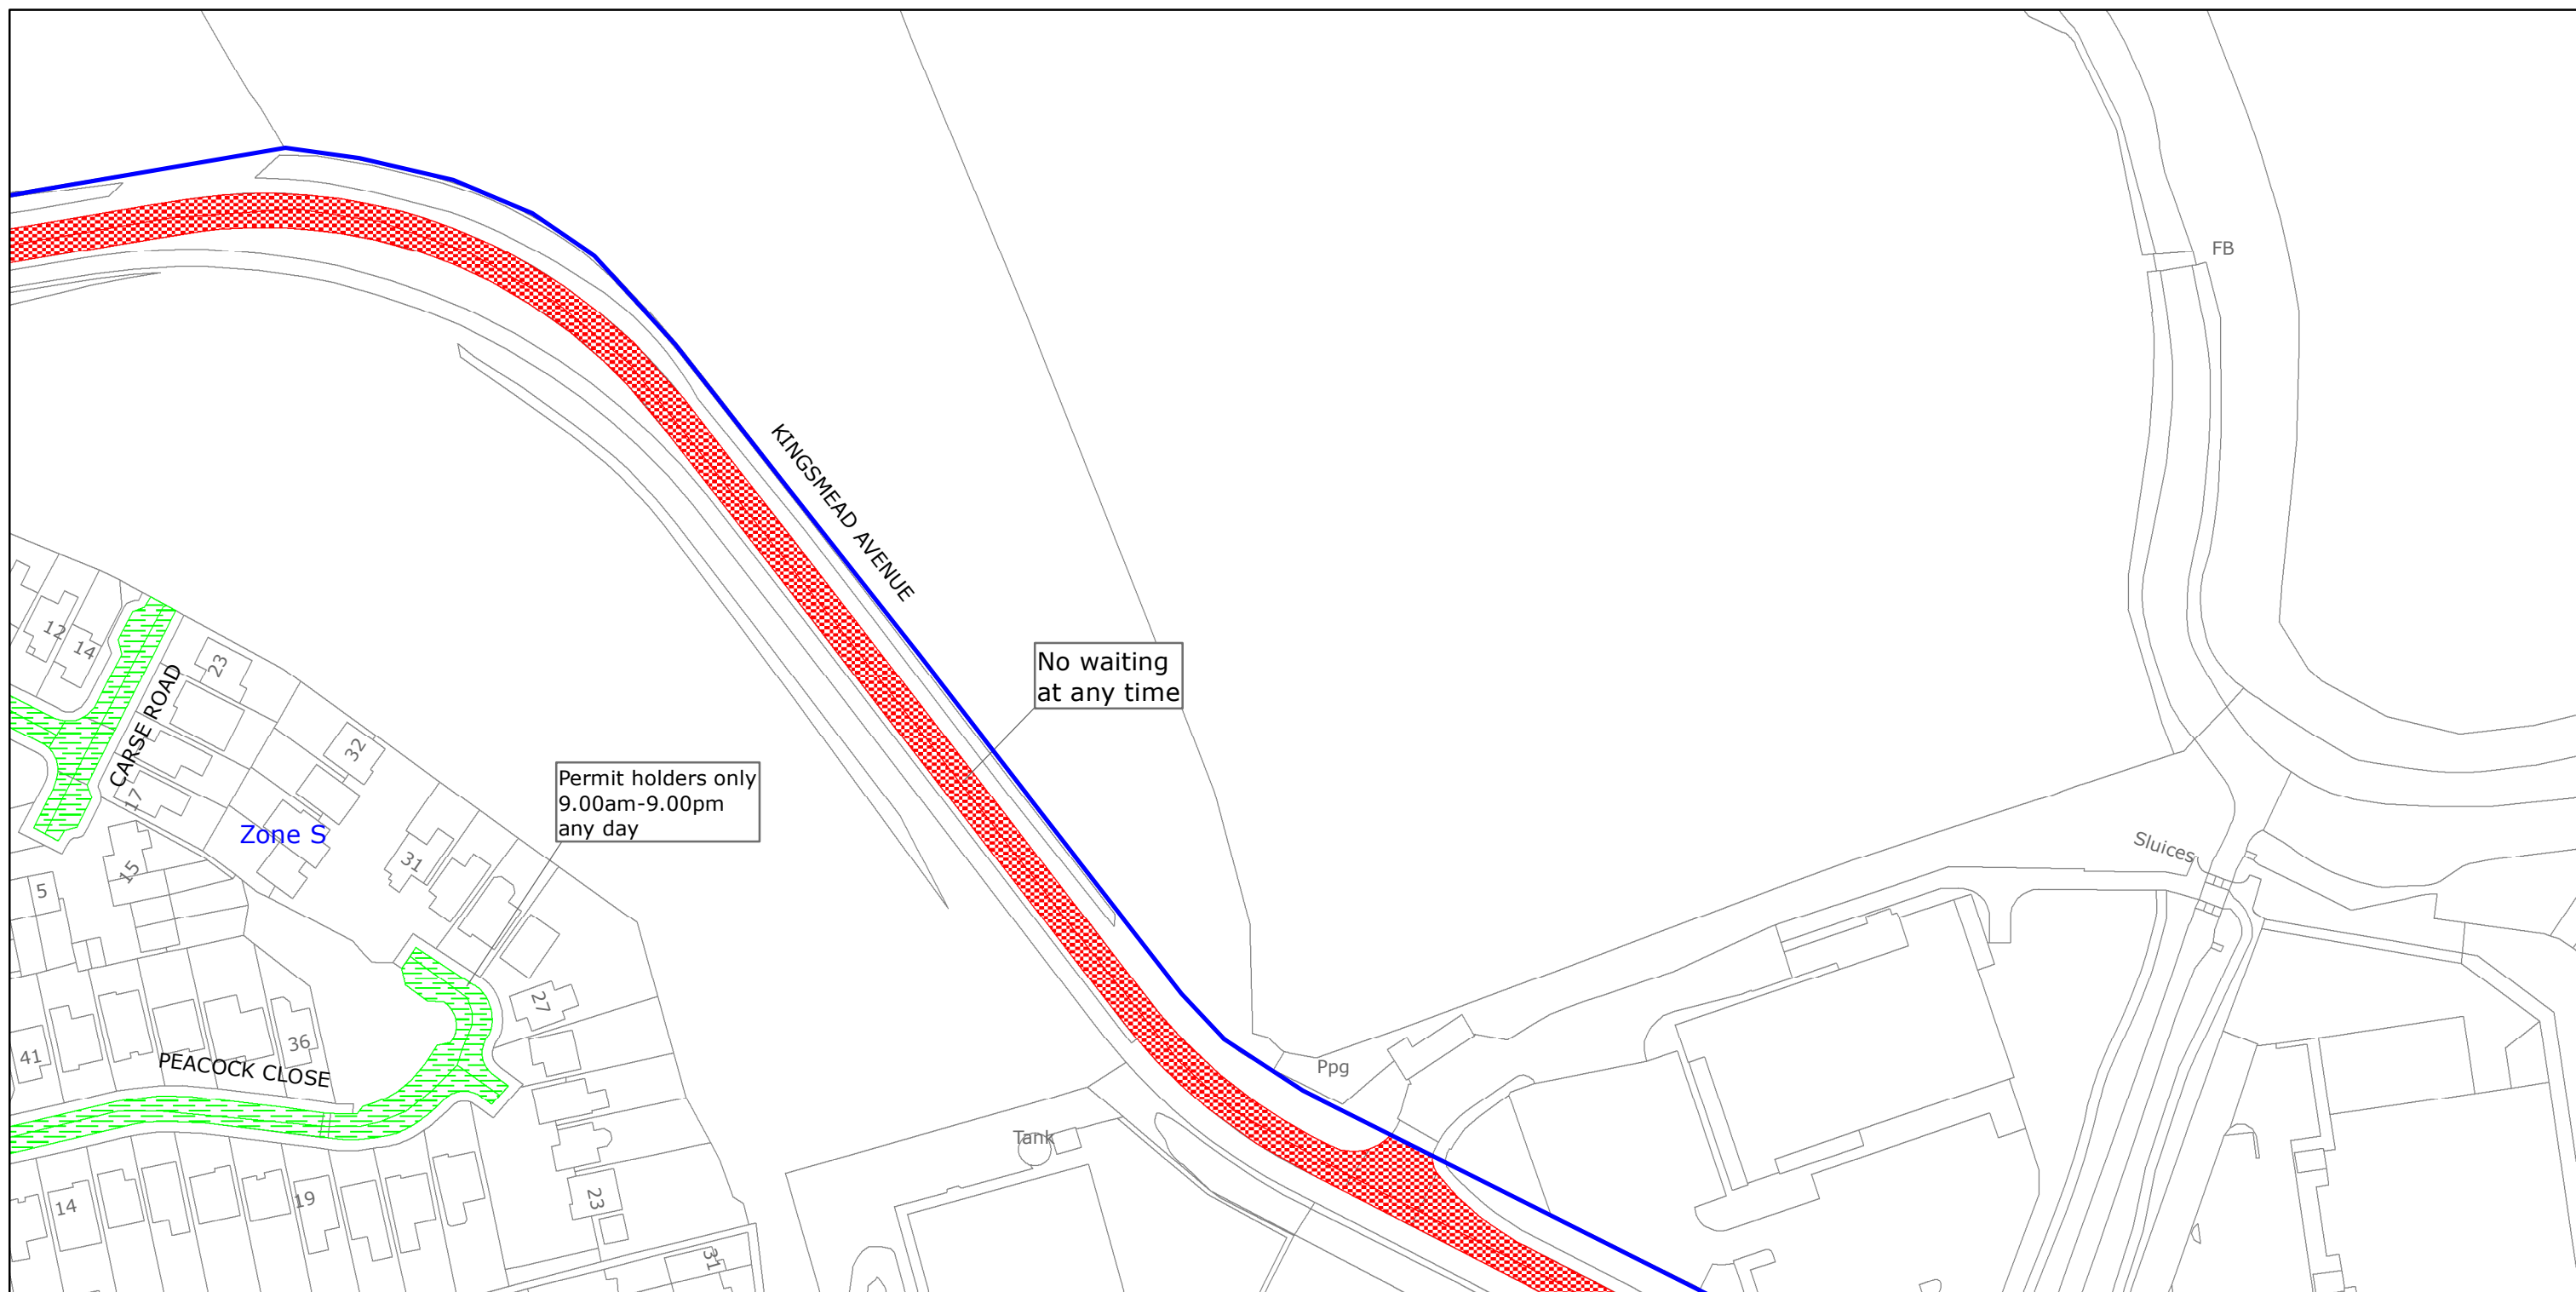 FB
KINGSMEAD AVENUE
12
14
23
CARSE ROAD
No waiting
at any time
32
17
Permit holders only
9.00am-9.00pm
any day
Zone S
31
15
5
Sluices
27
36
41
PEACOCK CLOSE
Ppg
Tank
14
19
23
31